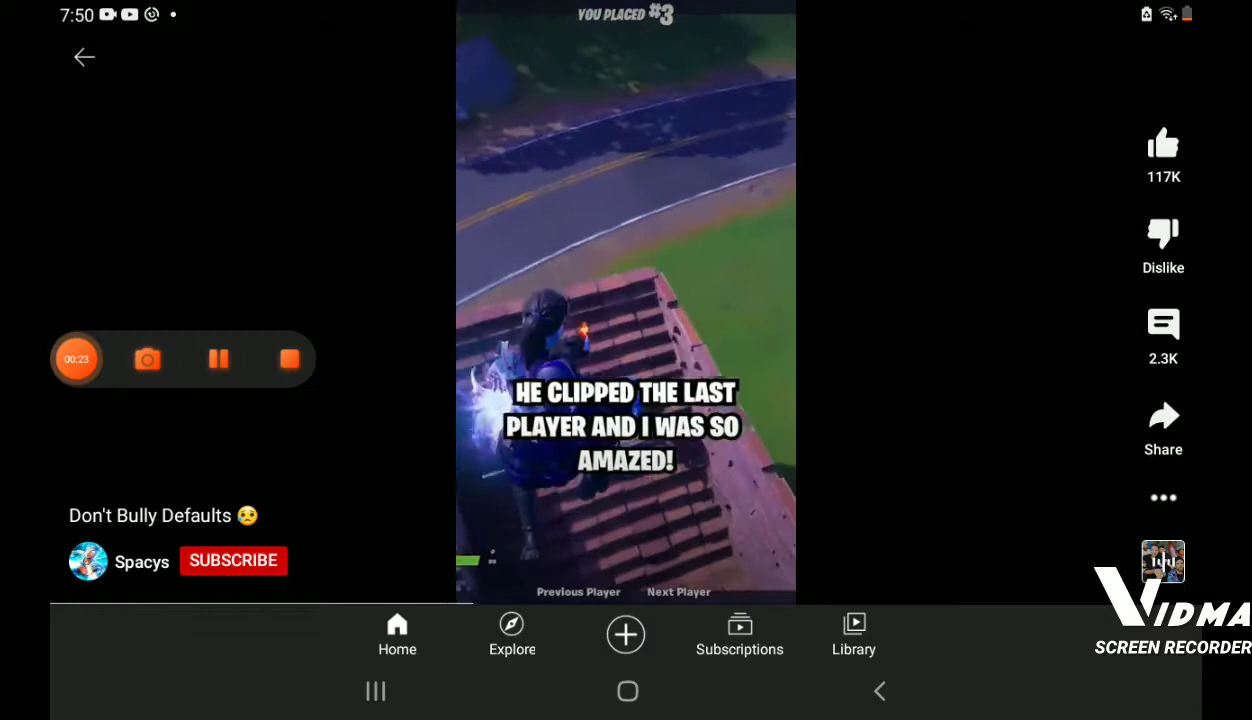 7:50
YOU PLACED #3
117K
Dislike
00:23
2.3K
HE CLIPPED THE LAST
PLAYER AND I WAS SO
AMAZED!
Share
Don't Bully Defaults 😥
Spacys SUBSCRIBE
Previous Player Next Player
VIDMA
SCREEN RECORDER
Home Explore Subscriptions Library